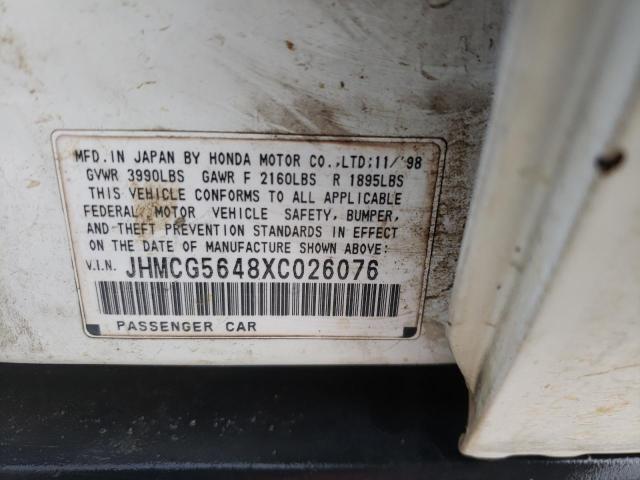 MFD. IN JAPAN BY HONDA MOTOR CO.,LTD;11/'98
GVWR 3990LBS GAWR F 2160LBS R 1895LBS
THIS VEHICLE CONFORMS TO ALL APPLICABLE
FEDERAL MOTOR VEHICLE SAFETY, BUMPER,
AND THEFT PREVENTION STANDARDS IN EFFECT
ON THE DATE OF MANUFACTURE SHOWN ABOVE:
V.I.N. JHMCG5648XC026076
PASSENGER CAR